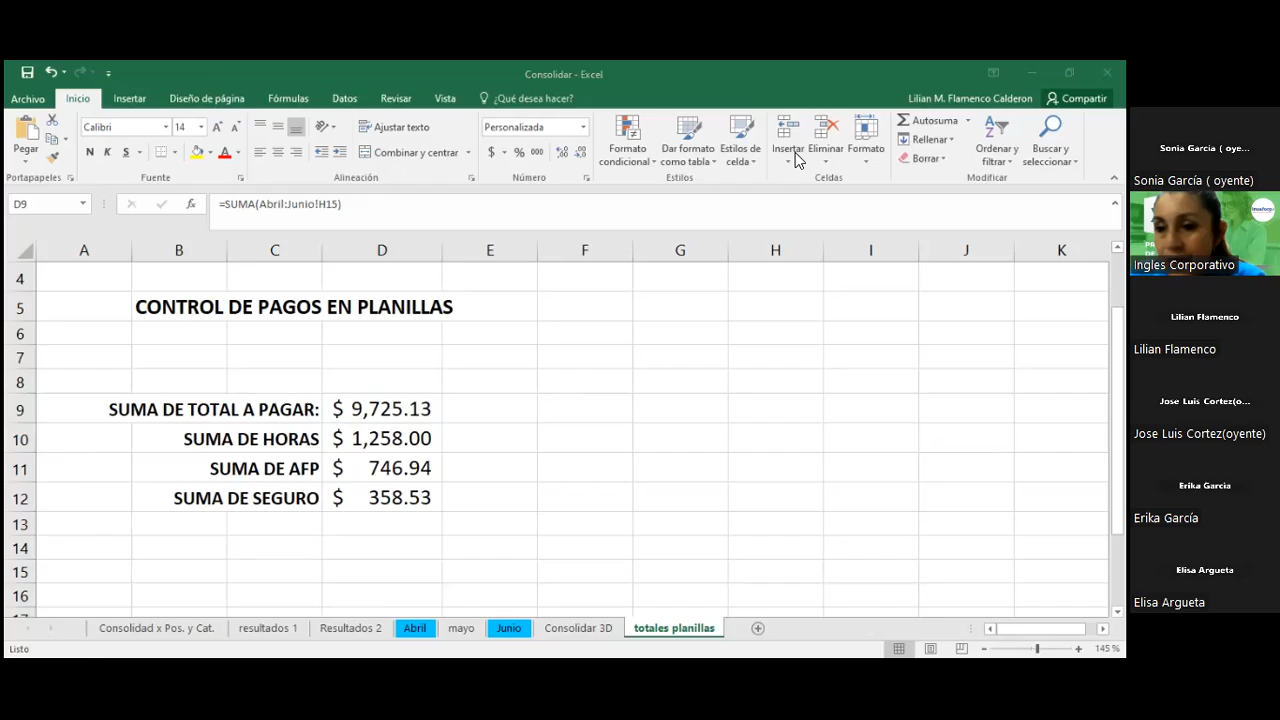 Consolidar - Excel
Archivo Inicio Insertar Diseño de página Fórmulas Datos Revisar Vista ¿Qué desea hacer? Lilian M. Flamenco Calderon Compartir
Pegar
Portapapeles
Calibri 14
N K S
Fuente
Ajustar texto
Combinar y centrar
Alineación
Personalizada
$ % 000
Número
Formato condicional
Dar formato como tabla
Estilos de celda
Estilos
Insertar Eliminar Formato
Celdas
Autosuma
Rellenar
Borrar
Ordenar y filtrar
Buscar y seleccionar
Modificar
D9 fx =SUMA(Abril:Junio!H15)
A B C D E F G H I J K
4
5 CONTROL DE PAGOS EN PLANILLAS
6
7
8
9 SUMA DE TOTAL A PAGAR: $ 9,725.13
10 SUMA DE HORAS $ 1,258.00
11 SUMA DE AFP $ 746.94
12 SUMA DE SEGURO $ 358.53
13
14
15
16
Consolidad x Pos. y Cat. resultados 1 Resultados 2 Abril mayo Junio Consolidar 3D totales planillas
Listo 145 %
Sonia García ( oye...
Sonia García ( oyente)
Ingles Corporativo
Lilian Flamenco
Lilian Flamenco
Jose Luis Cortez(o...
Jose Luis Cortez(oyente)
Erika García
Erika García
Elisa Argueta
Elisa Argueta